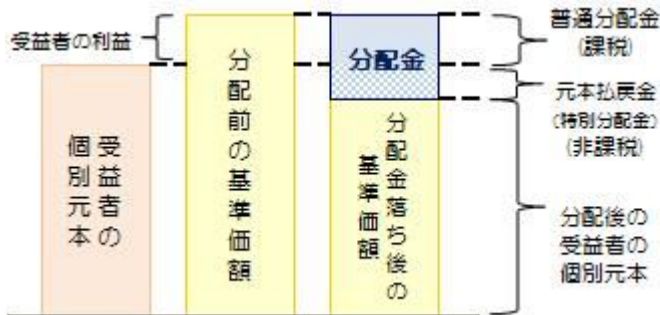 受益者の利益
受益者の
個別元本
分配前の基準価額
分配金
分配金落ち後の
基準価額
普通分配金
(課税)
元本払戻金
(特別分配金)
(非課税)
分配後の
受益者の
個別元本